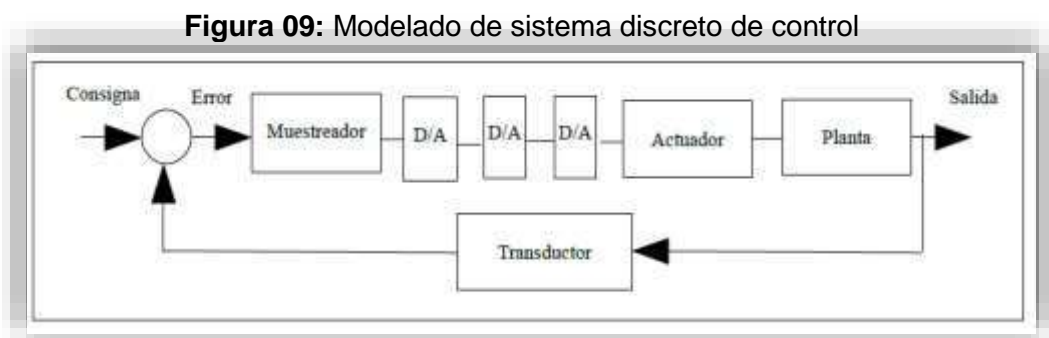 Figura 09: Modelado de sistema discreto de control
Consigna
Error
Salida
Muestreador
D/A
D/A
D/A
Actuador
Planta
Transductor